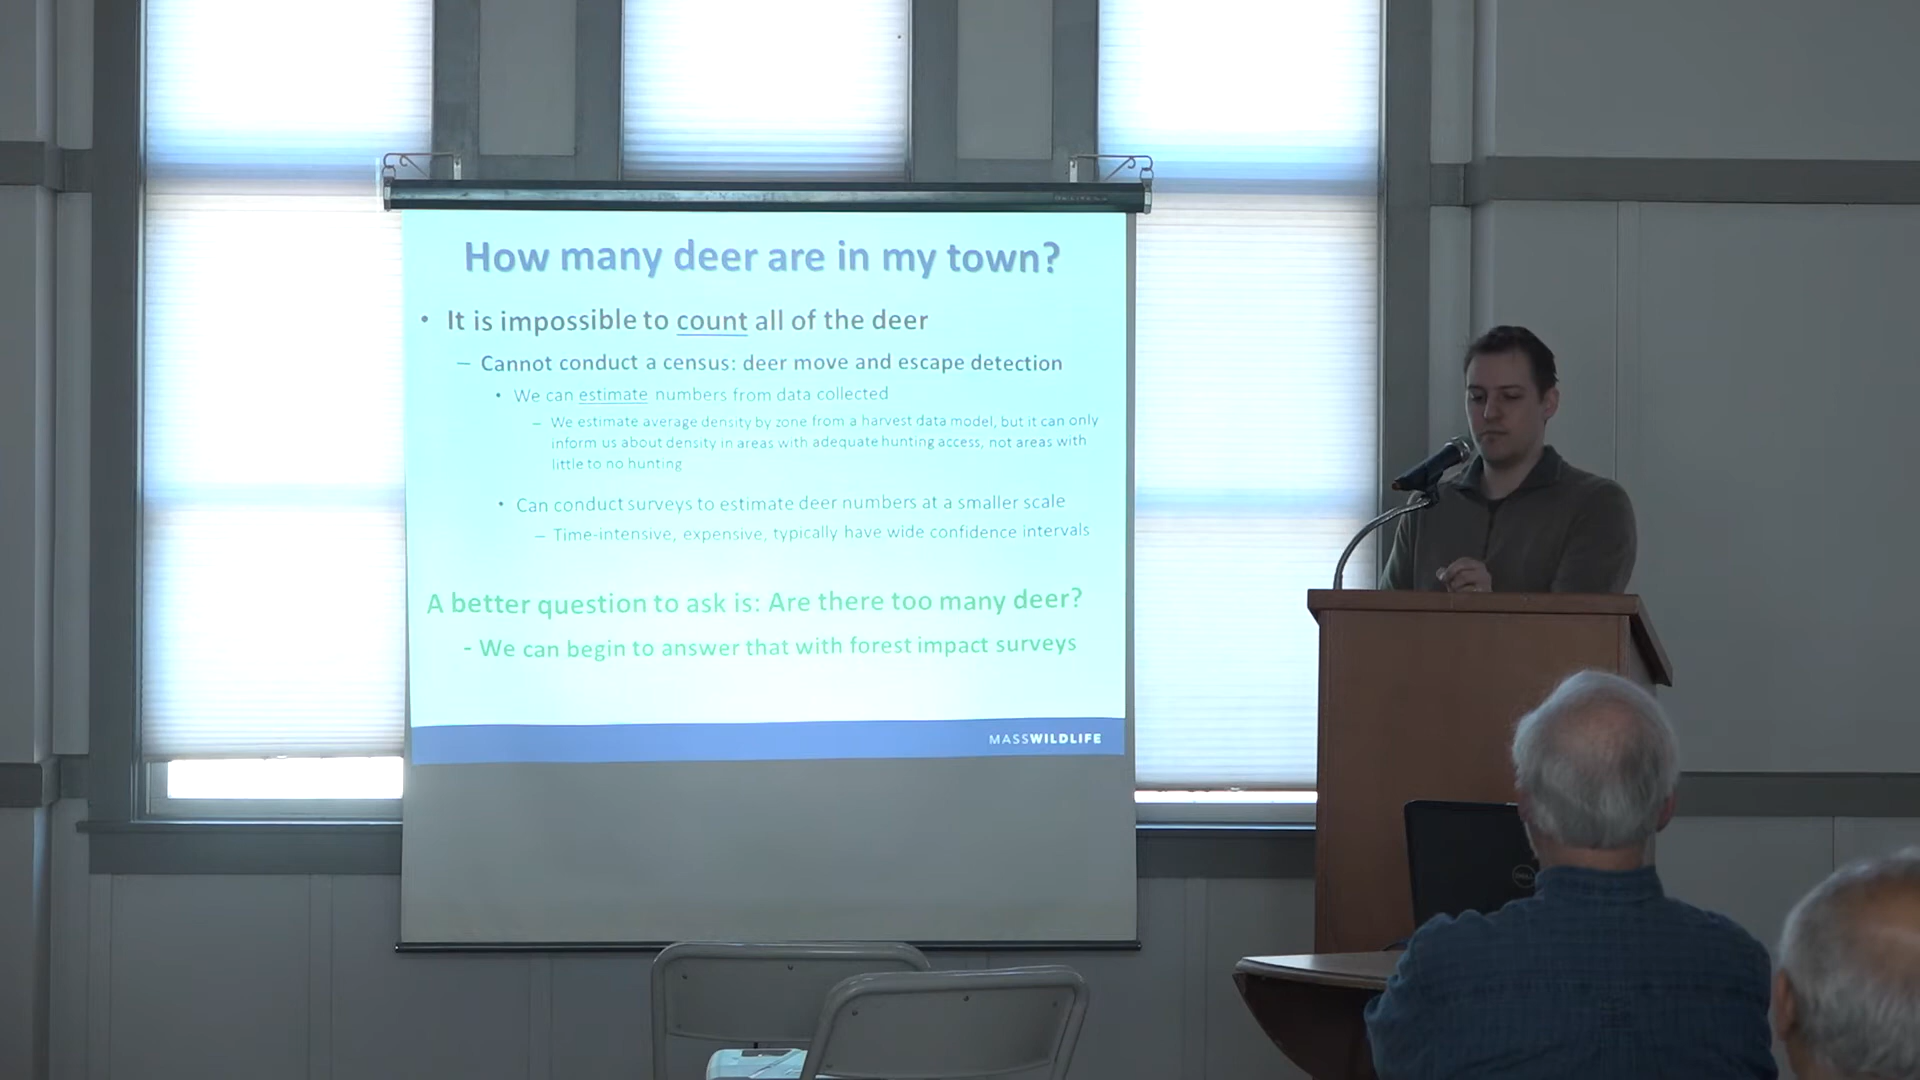 How many deer are in my town?
• It is impossible to count all of the deer
– Cannot conduct a census: deer move and escape detection
• We can estimate numbers from data collected
– We estimate average density by zone from a harvest data model, but it can only
inform us about density in areas with adequate hunting access, not areas with
little to no hunting
• Can conduct surveys to estimate deer numbers at a smaller scale
– Time-intensive, expensive, typically have wide confidence intervals
A better question to ask is: Are there too many deer?
- We can begin to answer that with forest impact surveys
MASSWILDLIFE
DELL